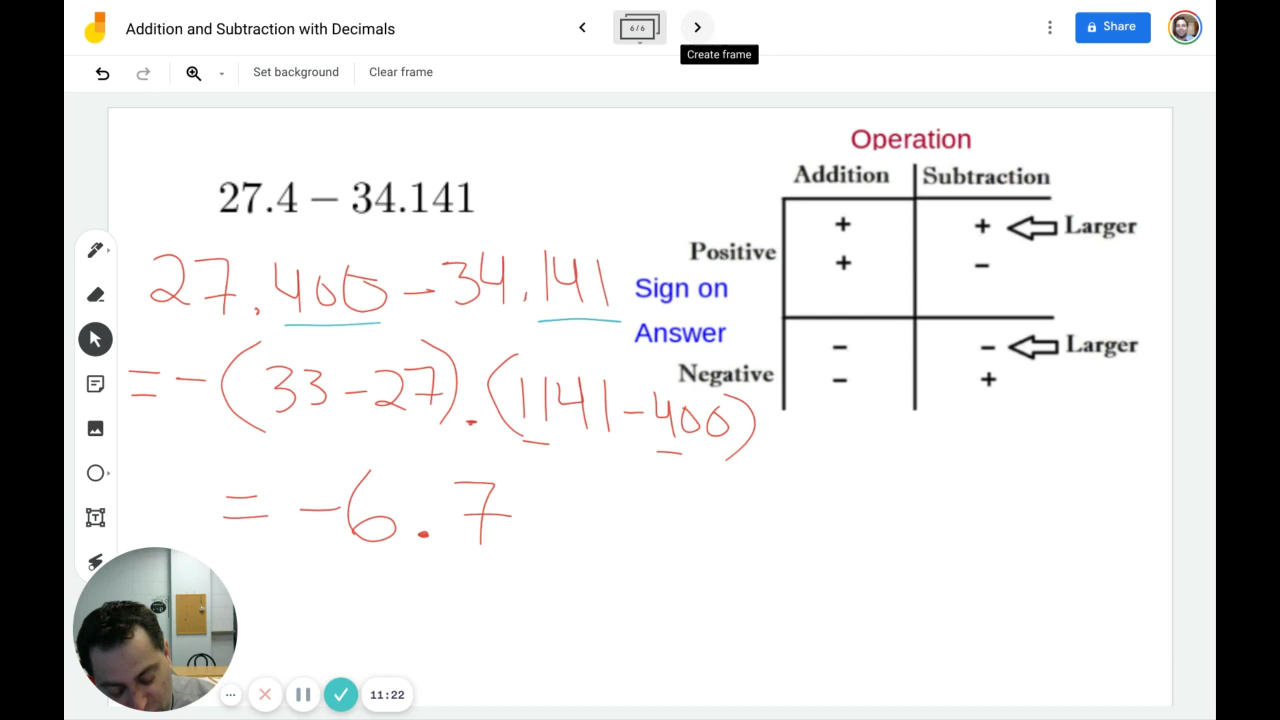 Addition and Subtraction with Decimals
6/6
Share
Create frame
Set background
Clear frame
Operation
Addition Subtraction
27.4 − 34.141
+ + Larger
Positive
+ −
27.400 − 34.141
Sign on
Answer
− − Larger
Negative
− +
= − (33 − 27) . (1141 − 400)
= −6.7
11:22